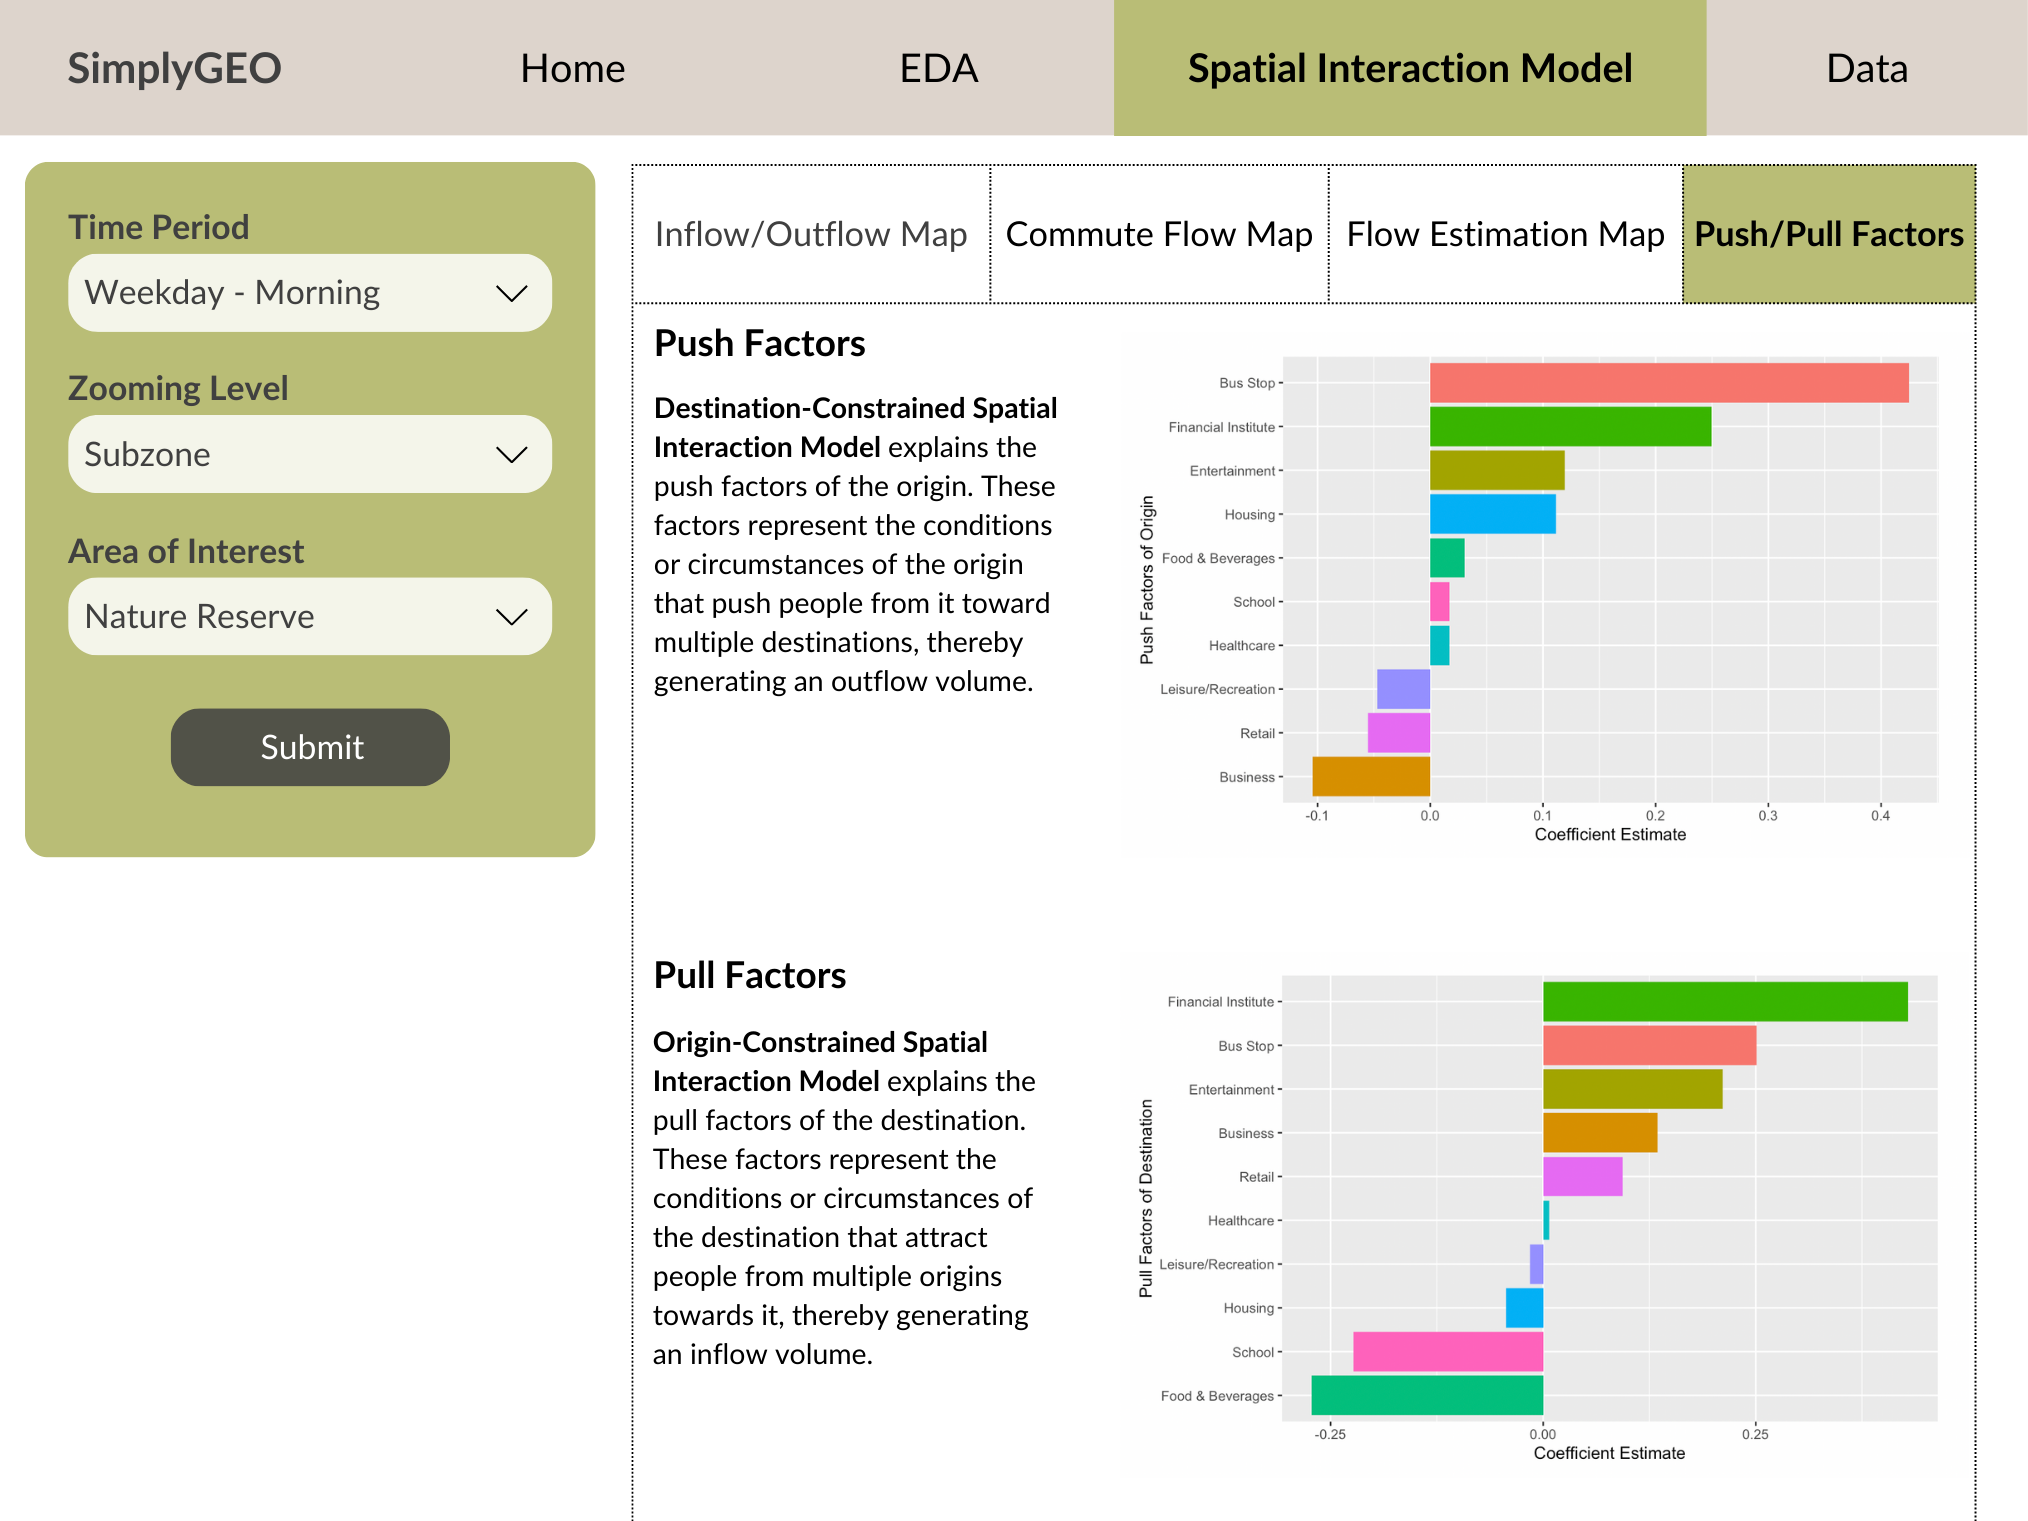 SimplyGEO
Home
EDA
Spatial Interaction Model
Data
Time Period
Weekday - Morning
Zooming Level
Subzone
Area of Interest
Nature Reserve
Submit
Inflow/Outflow Map
Commute Flow Map
Flow Estimation Map
Push/Pull Factors
Push Factors
Destination-Constrained Spatial
Interaction Model explains the
push factors of the origin. These
factors represent the conditions
or circumstances of the origin
that push people from it toward
multiple destinations, thereby
generating an outflow volume.
Push Factors of Origin
Bus Stop
Financial Institute
Entertainment
Housing
Food & Beverages
School
Healthcare
Leisure/Recreation
Retail
Business
-0.1
0.0
0.1
0.2
0.3
0.4
Coefficient Estimate
Pull Factors
Origin-Constrained Spatial
Interaction Model explains the
pull factors of the destination.
These factors represent the
conditions or circumstances of
the destination that attract
people from multiple origins
towards it, thereby generating
an inflow volume.
Pull Factors of Destination
Financial Institute
Bus Stop
Entertainment
Business
Retail
Healthcare
Leisure/Recreation
Housing
School
Food & Beverages
-0.25
0.00
0.25
Coefficient Estimate